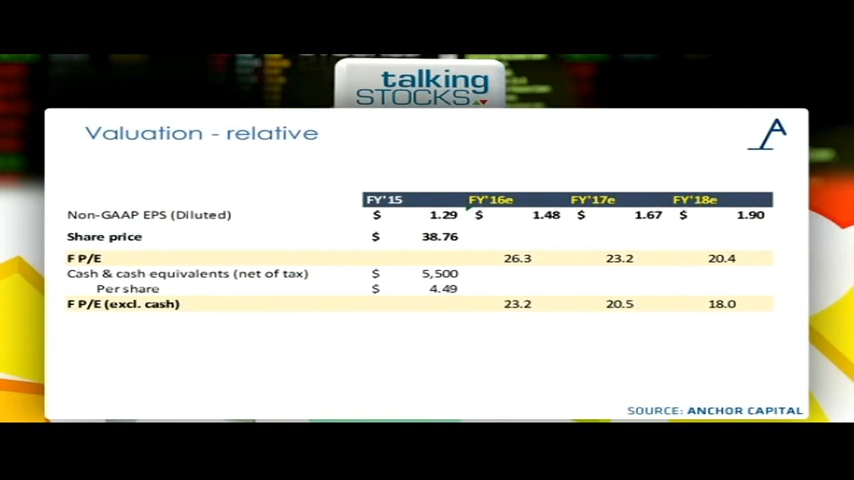 talking
STOCKS
Valuation - relative
FY'15 FY'16e FY'17e FY'18e
Non-GAAP EPS (Diluted) $ 1.29 $ 1.48 $ 1.67 $ 1.90
Share price $ 38.76
F P/E 26.3 23.2 20.4
Cash & cash equivalents (net of tax) $ 5,500
Per share $ 4.49
F P/E (excl. cash) 23.2 20.5 18.0
SOURCE: ANCHOR CAPITAL